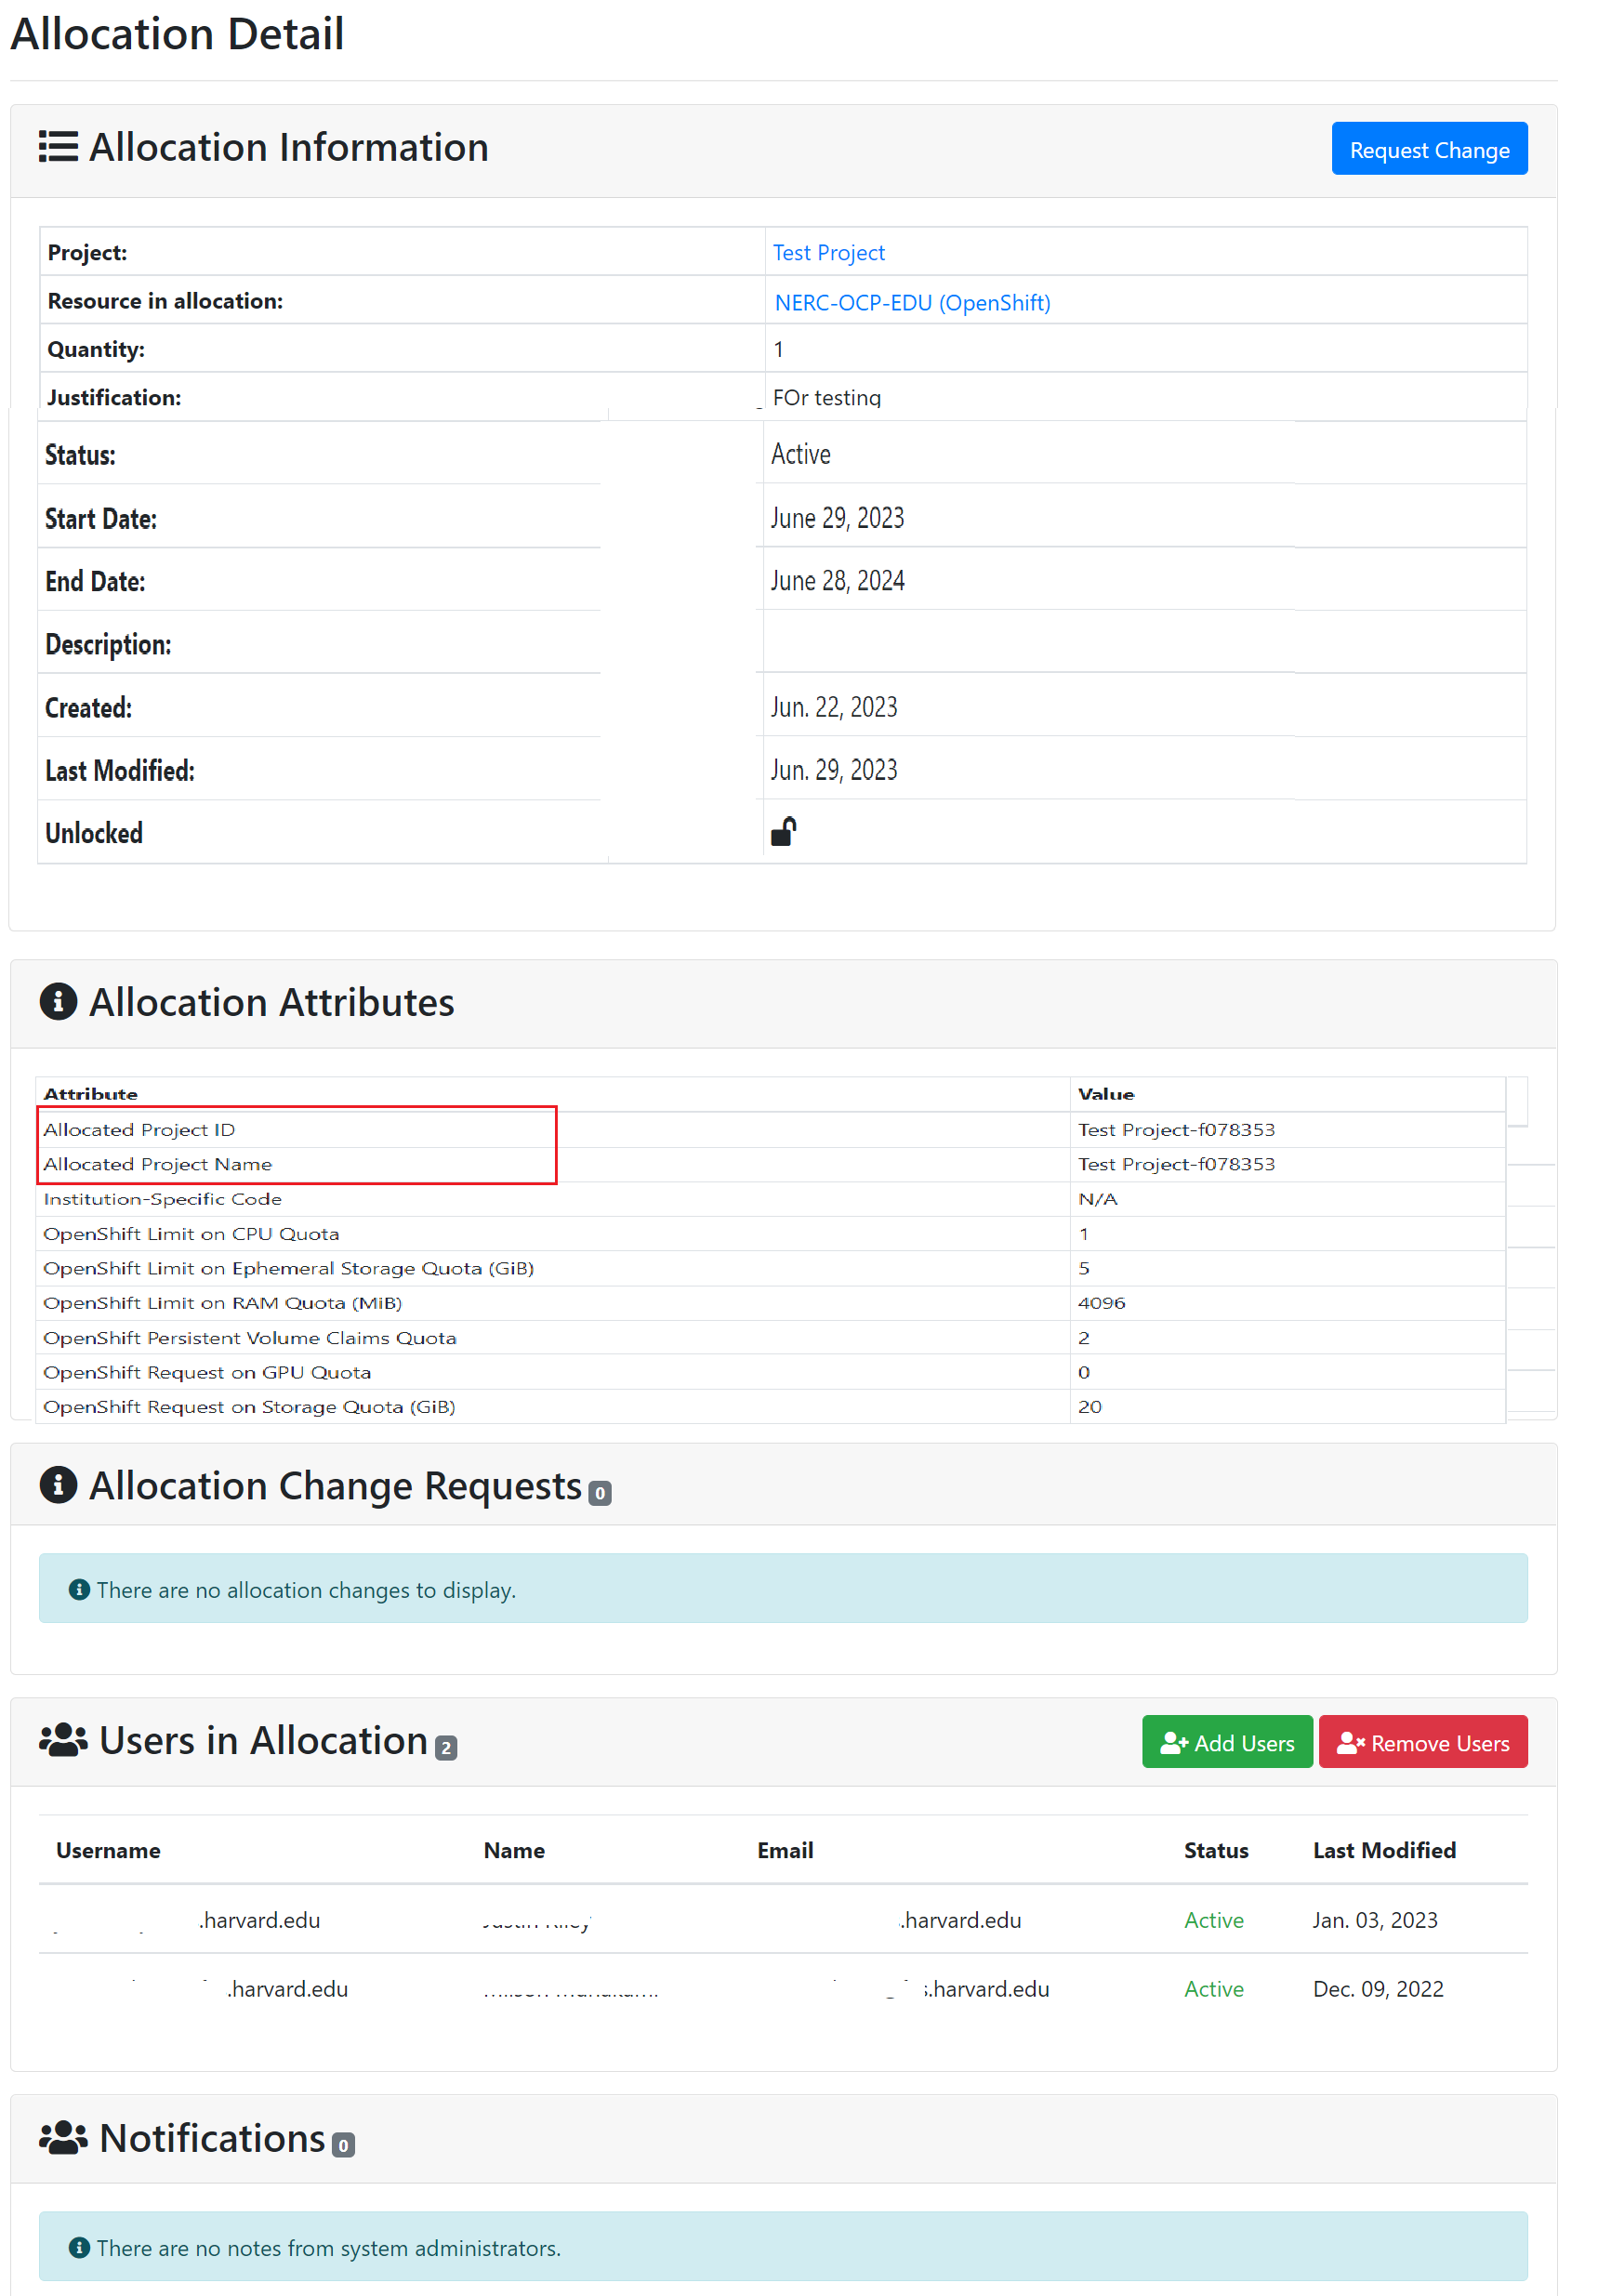 Allocation Detail
Allocation Information
Request Change
Project: Test Project
Resource in allocation: NERC-OCP-EDU (OpenShift)
Quantity: 1
Justification: FOr testing
Status: Active
Start Date: June 29, 2023
End Date: June 28, 2024
Description:
Created: Jun. 22, 2023
Last Modified: Jun. 29, 2023
Unlocked
Allocation Attributes
Attribute Value
Allocated Project ID Test Project-f078353
Allocated Project Name Test Project-f078353
Institution-Specific Code N/A
OpenShift Limit on CPU Quota 1
OpenShift Limit on Ephemeral Storage Quota (GiB) 5
OpenShift Limit on RAM Quota (MiB) 4096
OpenShift Persistent Volume Claims Quota 2
OpenShift Request on GPU Quota 0
OpenShift Request on Storage Quota (GiB) 20
Allocation Change Requests 0
There are no allocation changes to display.
Users in Allocation 2
Add Users Remove Users
Username Name Email Status Last Modified
.harvard.edu .harvard.edu Active Jan. 03, 2023
.harvard.edu s.harvard.edu Active Dec. 09, 2022
Notifications 0
There are no notes from system administrators.